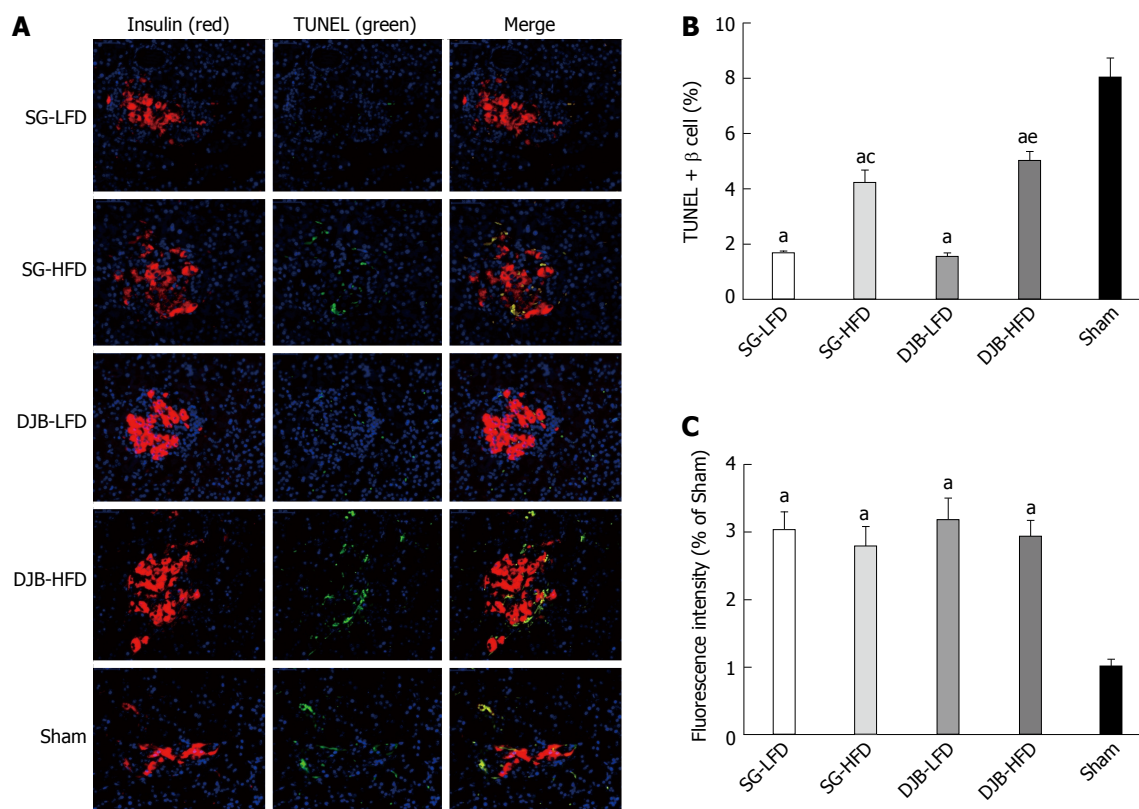 A
Insulin (red) TUNEL (green) Merge
SG-LFD
SG-HFD
DJB-LFD
DJB-HFD
Sham
B
TUNEL + β cell (%)
10
8
6
4
2
0
a
ac
a
ae
SG-LFD
SG-HFD
DJB-LFD
DJB-HFD
Sham
C
Fluorescence intensity (% of Sham)
4
3
2
1
0
a
a
a
a
SG-LFD
SG-HFD
DJB-LFD
DJB-HFD
Sham